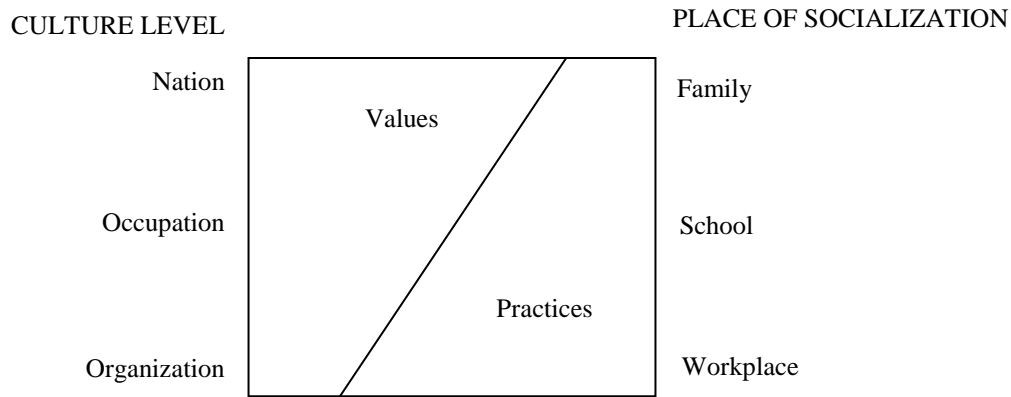 CULTURE LEVEL
PLACE OF SOCIALIZATION
Nation
Family
Values
Occupation
School
Practices
Organization
Workplace